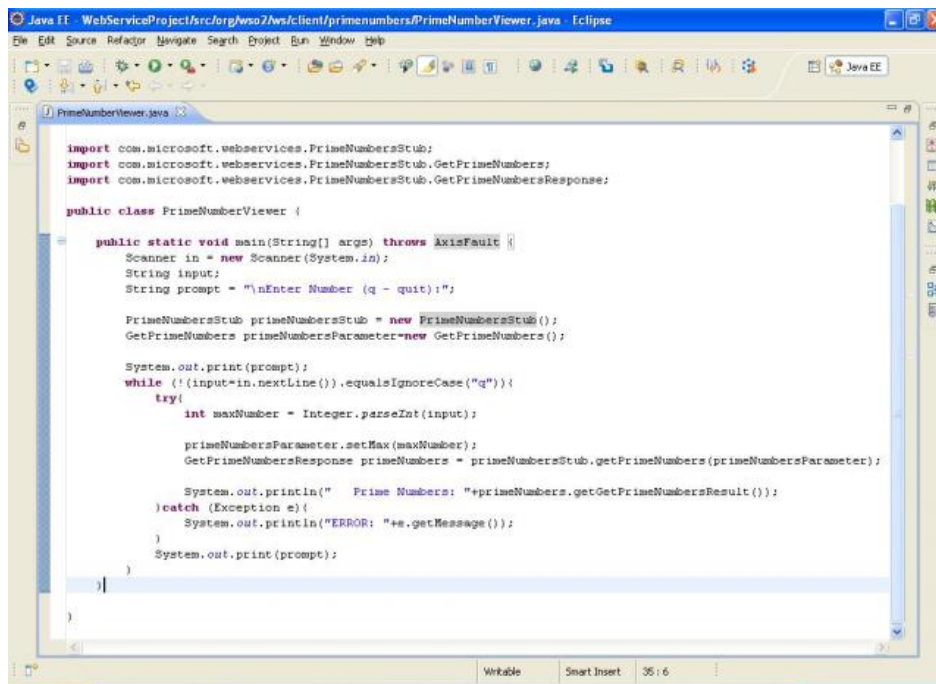 Java EE - WebServiceProject/src/org/wso2/ws/client/primenumbers/PrimeNumberViewer.java - Eclipse
File Edit Source Refactor Navigate Search Project Run Window Help
Java EE
PrimeNumberViewer.java
import com.microsoft.webservices.PrimeNumbersStub;
import com.microsoft.webservices.PrimeNumbersStub.GetPrimeNumbers;
import com.microsoft.webservices.PrimeNumbersStub.GetPrimeNumbersResponse;
public class PrimeNumberViewer {
public static void main(String[] args) throws AxisFault {
Scanner in = new Scanner(System.in);
String input;
String prompt = "\nEnter Number (q - quit):";
PrimeNumbersStub primeNumbersStub = new PrimeNumbersStub();
GetPrimeNumbers primeNumbersParameter=new GetPrimeNumbers();
System.out.print(prompt);
while (!(input=in.nextLine()).equalsIgnoreCase("q")){
try{
int maxNumber = Integer.parseInt(input);
primeNumbersParameter.setMax(maxNumber);
GetPrimeNumbersResponse primeNumbers = primeNumbersStub.getPrimeNumbers(primeNumbersParameter);
System.out.println("   Prime Numbers: "+primeNumbers.getGetPrimeNumbersResult());
}catch (Exception e){
System.out.println("ERROR: "+e.getMessage());
}
System.out.print(prompt);
}
}
}
Writable Smart Insert 35 : 6